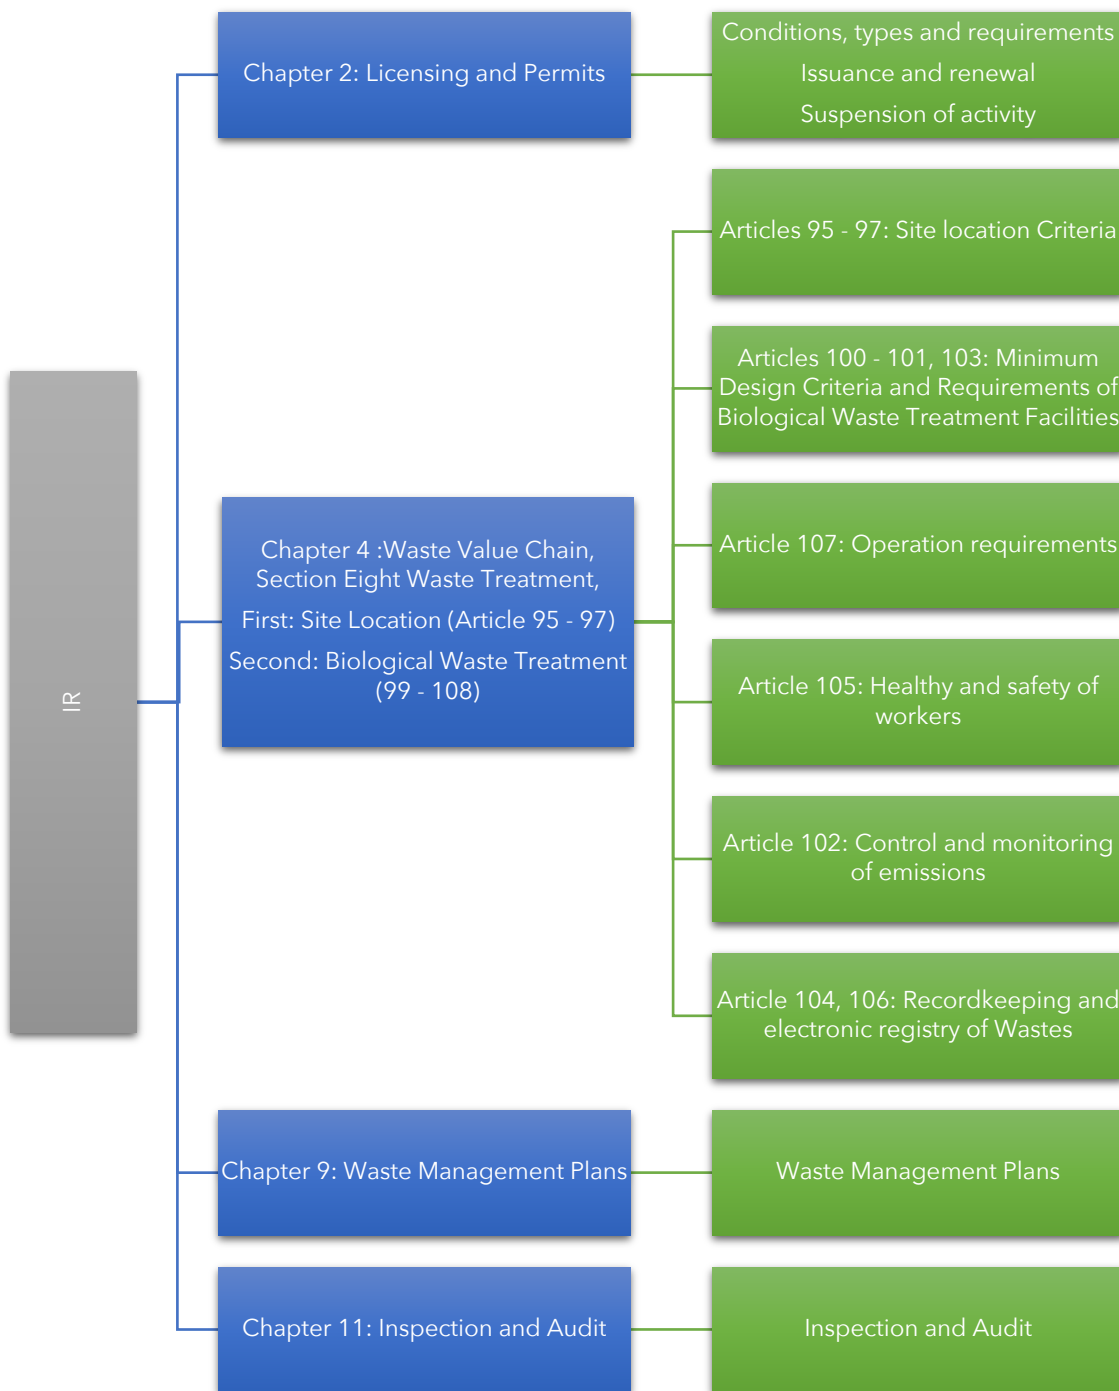 IR
Chapter 2: Licensing and Permits
Conditions, types and requirements
Issuance and renewal
Suspension of activity
Chapter 4 :Waste Value Chain,
Section Eight Waste Treatment,
First: Site Location (Article 95 - 97)
Second: Biological Waste Treatment
(99 - 108)
Articles 95 - 97: Site location Criteria
Articles 100 - 101, 103: Minimum
Design Criteria and Requirements of
Biological Waste Treatment Facilities
Article 107: Operation requirements
Article 105: Healthy and safety of
workers
Article 102: Control and monitoring
of emissions
Article 104, 106: Recordkeeping and
electronic registry of Wastes
Chapter 9: Waste Management Plans
Waste Management Plans
Chapter 11: Inspection and Audit
Inspection and Audit